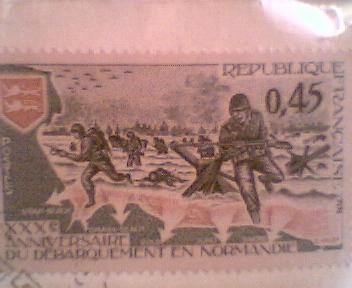 REPUBLIQUE FRANÇAISE
0,45
XXXe
ANNIVERSAIRE
DU DÉBARQUEMENT EN NORMANDIE